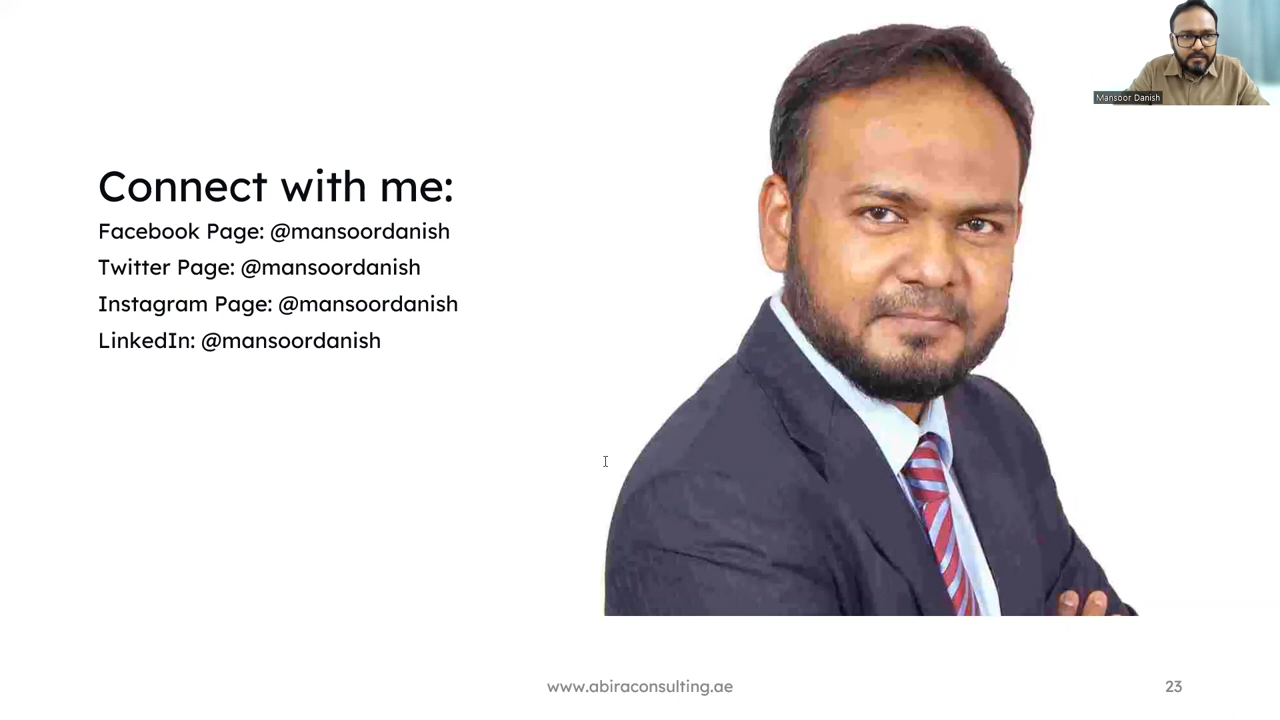 Mansoor Danish
Connect with me:
Facebook Page: @mansoordanish
Twitter Page: @mansoordanish
Instagram Page: @mansoordanish
LinkedIn: @mansoordanish
www.abiraconsulting.ae
23